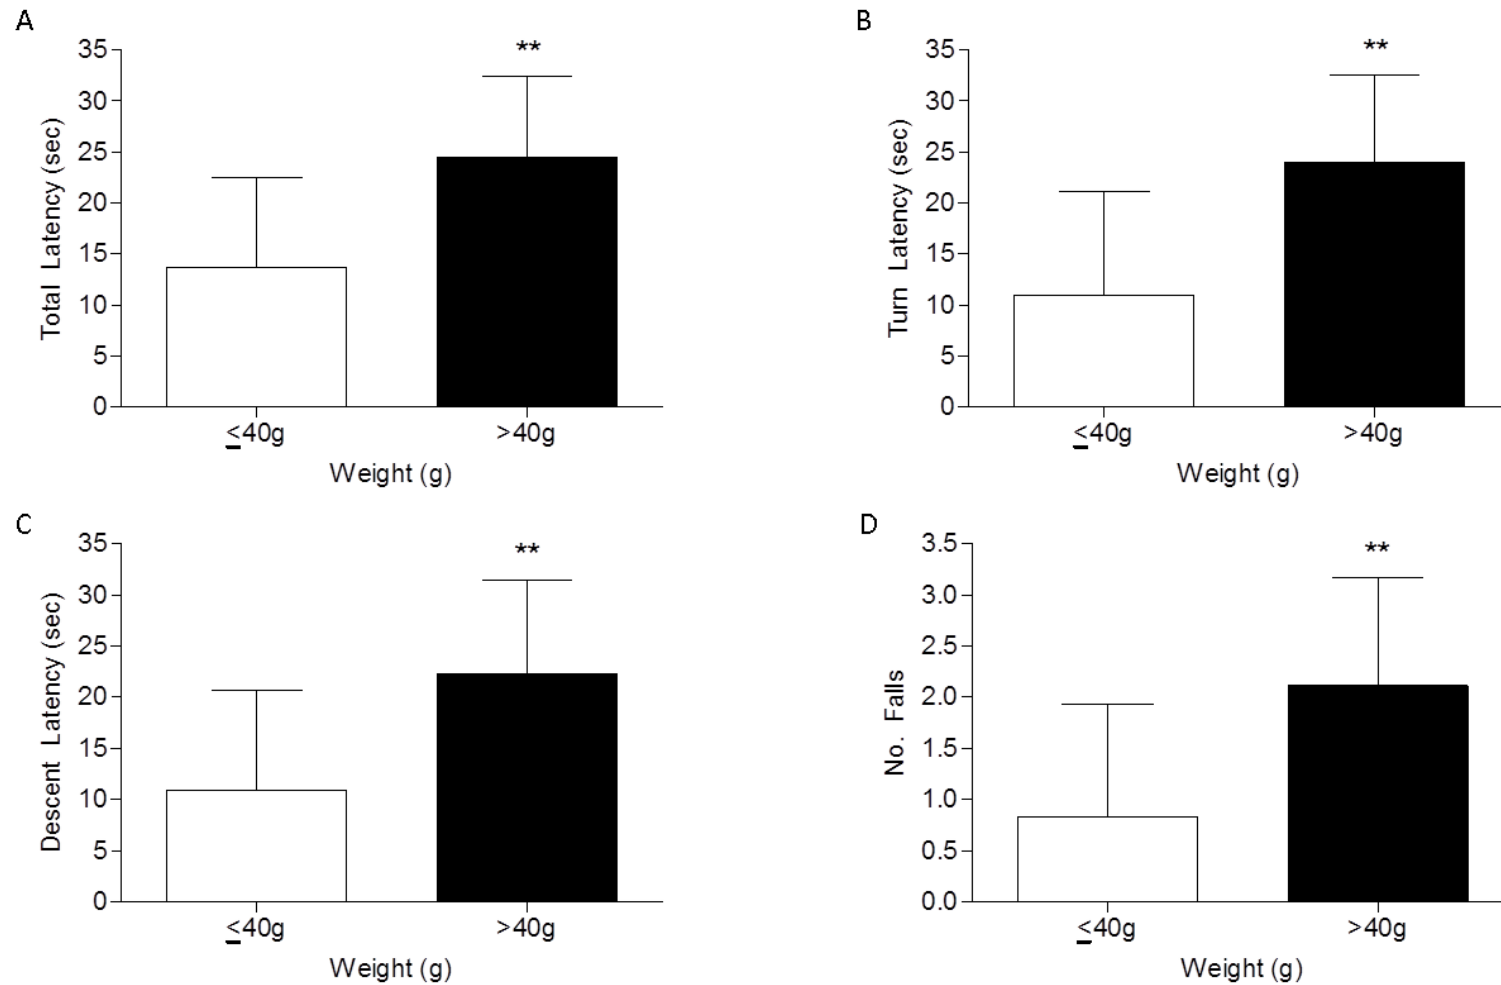 A
Total Latency (sec)
35
30
25
20
15
10
5
0
**
≤40g
>40g
Weight (g)
B
Turn Latency (sec)
35
30
25
20
15
10
5
0
**
≤40g
>40g
Weight (g)
C
Descent Latency (sec)
35
30
25
20
15
10
5
0
**
≤40g
>40g
Weight (g)
D
No. Falls
3.5
3.0
2.5
2.0
1.5
1.0
0.5
0.0
**
≤40g
>40g
Weight (g)